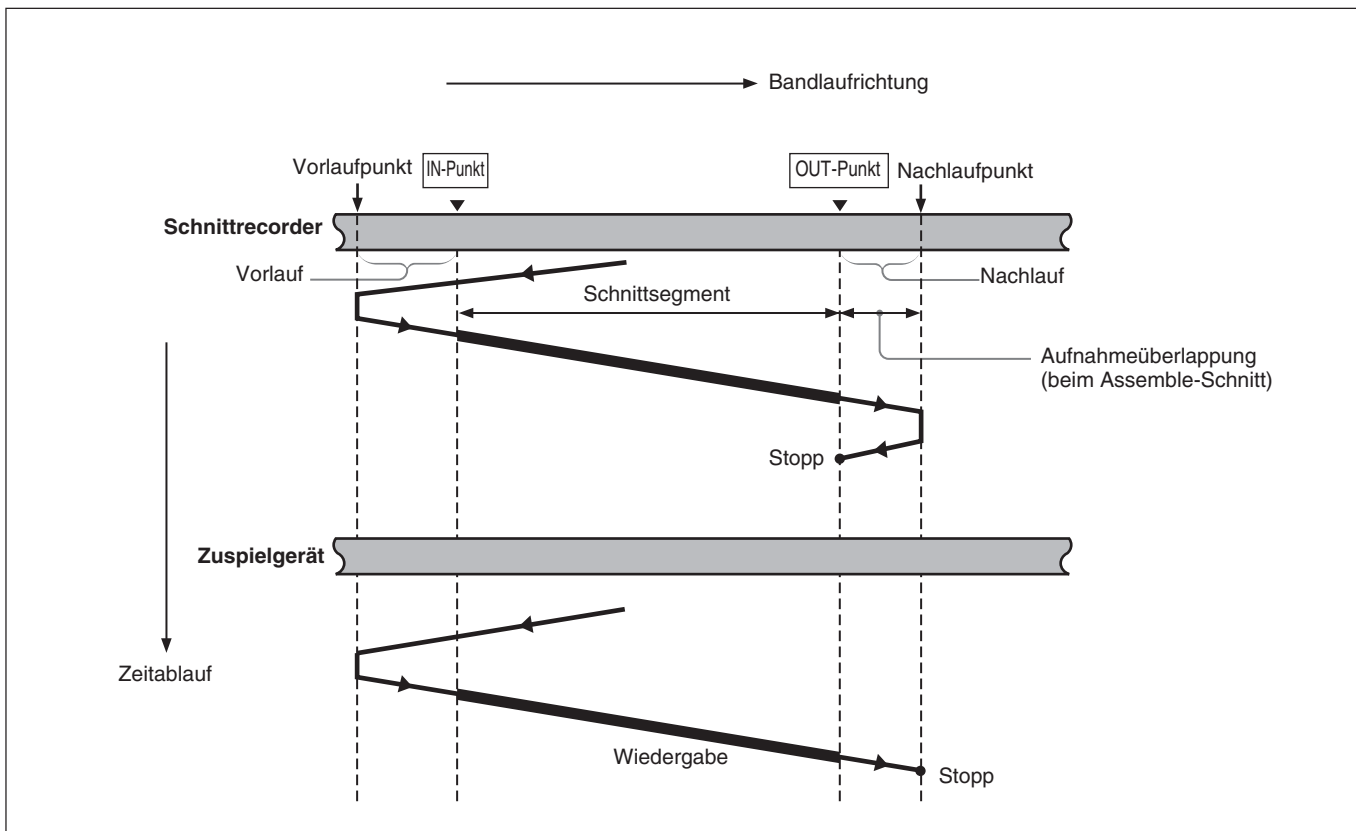 Bandlaufrichtung
Vorlaufpunkt
IN-Punkt
OUT-Punkt
Nachlaufpunkt
Schnittrecorder
Vorlauf
Nachlauf
Schnittsegment
Aufnahmeüberlappung
(beim Assemble-Schnitt)
Stopp
Zuspielgerät
Zeitablauf
Wiedergabe
Stopp